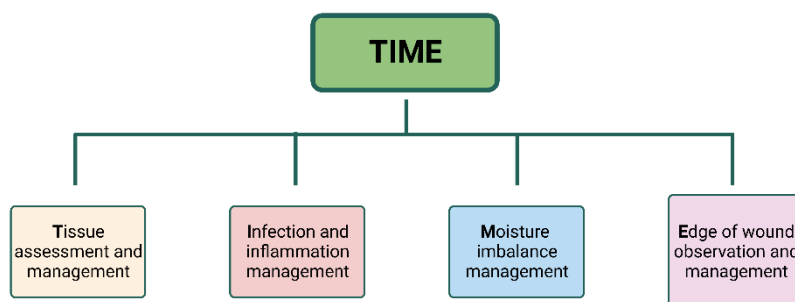 TIME
Tissue
assessment and
management
Infection and
inflammation
management
Moisture
imbalance
management
Edge of wound
observation and
management